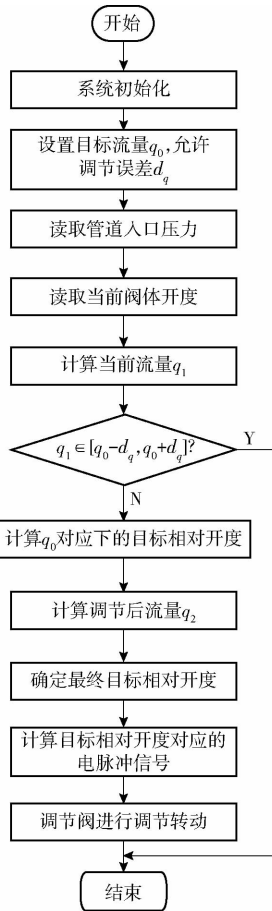 开始
系统初始化
设置目标流量q₀,允许
调节误差d_q
读取管道入口压力
读取当前阀体开度
计算当前流量q₁
q₁∈[q₀-d_q,q₀+d_q]?
Y
N
计算q₀对应下的目标相对开度
计算调节后流量q₂
确定最终目标相对开度
计算目标相对开度对应的
电脉冲信号
调节阀进行调节转动
结束